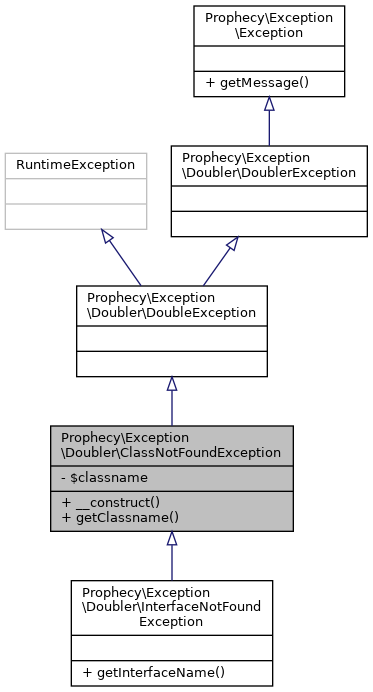 Prophecy\Exception
\Exception
+ getMessage()
RuntimeException
Prophecy\Exception
\Doubler\DoublerException
Prophecy\Exception
\Doubler\DoubleException
Prophecy\Exception
\Doubler\ClassNotFoundException
- $classname
+ __construct()
+ getClassname()
Prophecy\Exception
\Doubler\InterfaceNotFound
Exception
+ getInterfaceName()